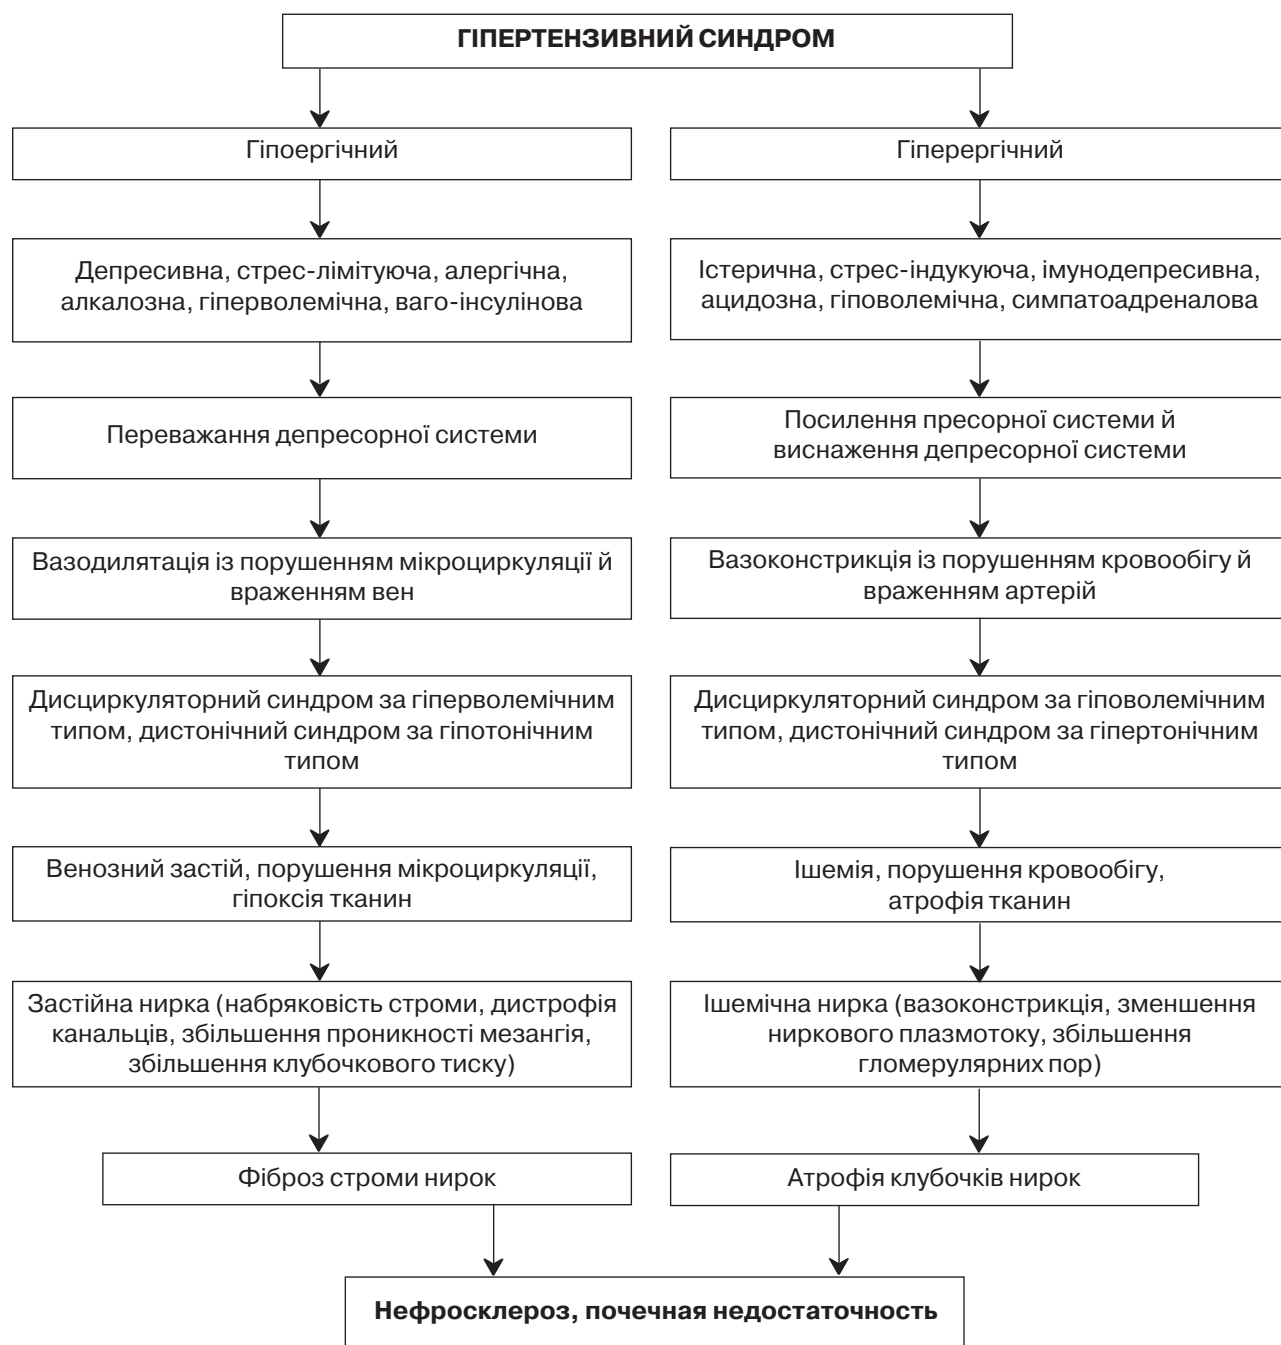 ГІПЕРТЕНЗИВНИЙ СИНДРОМ
Гіпоергічний
Гіперергічний
Депресивна, стрес-лімітуюча, алергічна,
алкалозна, гіперволемічна, ваго-інсулінова
Істерична, стрес-індукуюча, імунодепресивна,
ацидозна, гіповолемічна, симпатоадреналова
Переважання депресорної системи
Посилення пресорної системи й
виснаження депресорної системи
Вазодилятація із порушенням мікроциркуляції й
враженням вен
Вазоконстрикція із порушенням кровообігу й
враженням артерій
Дисциркуляторний синдром за гіперволемічним
типом, дистонічний синдром за гіпотонічним
типом
Дисциркуляторний синдром за гіповолемічним
типом, дистонічний синдром за гіпертонічним
типом
Венозний застій, порушення мікроциркуляції,
гіпоксія тканин
Ішемія, порушення кровообігу,
атрофія тканин
Застійна нирка (набряковість строми, дистрофія
канальців, збільшення проникності мезангія,
збільшення клубочкового тиску)
Ішемічна нирка (вазоконстрикція, зменшення
ниркового плазмотоку, збільшення
гломерулярних пор)
Фіброз строми нирок
Атрофія клубочків нирок
Нефросклероз, почечная недостаточность